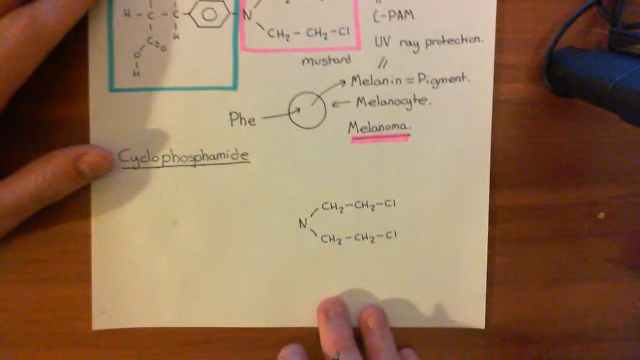 H - C - C - N
H
C=O
O
H
CH₂ - CH₂ - Cl
mustard
L-PAM
UV ray protection.
Melanin = Pigment.
Melanocyte.
Phe
Melanoma.
Cyclophosphamide
CH₂-CH₂-Cl
N
CH₂-CH₂-Cl